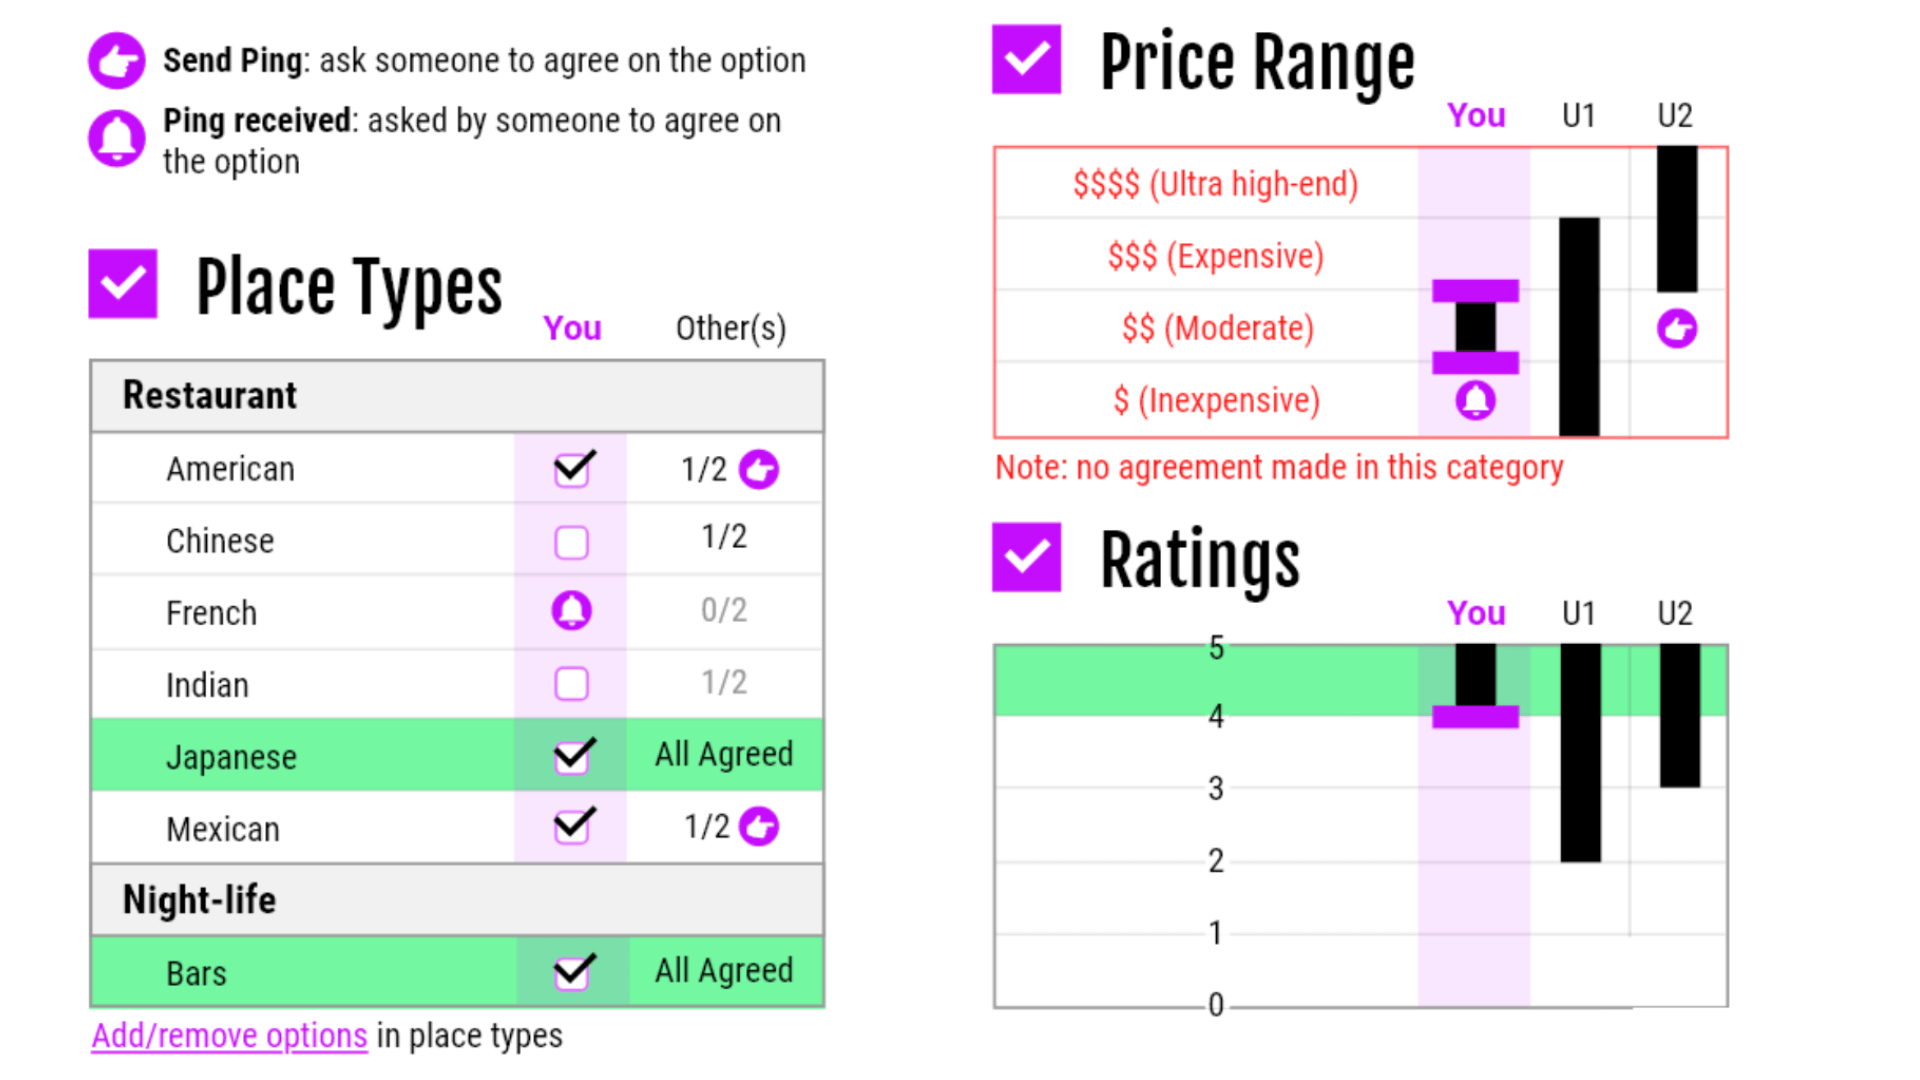 Send Ping: ask someone to agree on the option
Ping received: asked by someone to agree on
the option
Place Types
You Other(s)
Restaurant
American 1/2
Chinese 1/2
French 0/2
Indian 1/2
Japanese All Agreed
Mexican 1/2
Night-life
Bars All Agreed
Add/remove options in place types
Price Range
You U1 U2
$$$$ (Ultra high-end)
$$$ (Expensive)
$$ (Moderate)
$ (Inexpensive)
Note: no agreement made in this category
Ratings
You U1 U2
5
4
3
2
1
0